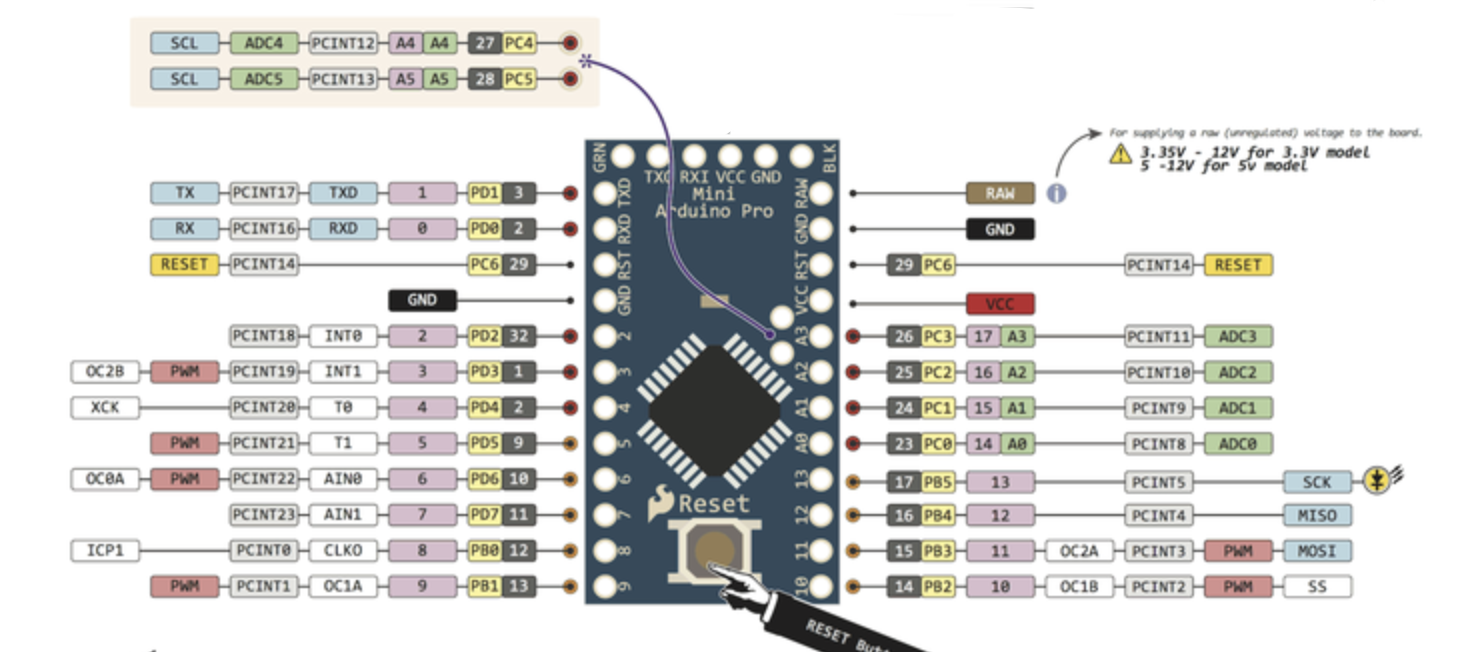 SCL ADC4 PCINT12 A4 A4 27 PC4
SCL ADC5 PCINT13 A5 A5 28 PC5
For supplying a raw (unregulated) voltage to the board.
3.35V - 12V for 3.3V model
5 -12V for 5v model
GRN BLK
TXO RXI VCC GND
Mini
Arduino Pro
TX PCINT17 TXD 1 PD1 3 TXD RAW RAW i
RX PCINT16 RXD 0 PD0 2 RXD GND GND
RESET PCINT14 PC6 29 RST RST 29 PC6 PCINT14 RESET
GND GND VCC VCC
PCINT18 INT0 2 PD2 32 2 A3 26 PC3 17 A3 PCINT11 ADC3
OC2B PWM PCINT19 INT1 3 PD3 1 3 A2 25 PC2 16 A2 PCINT10 ADC2
XCK PCINT20 T0 4 PD4 2 4 A1 24 PC1 15 A1 PCINT9 ADC1
PWM PCINT21 T1 5 PD5 9 5 A0 23 PC0 14 A0 PCINT8 ADC0
OC0A PWM PCINT22 AIN0 6 PD6 10 6 13 17 PB5 13 PCINT5 SCK
Reset
PCINT23 AIN1 7 PD7 11 7 12 16 PB4 12 PCINT4 MISO
ICP1 PCINT0 CLKO 8 PB0 12 8 11 15 PB3 11 OC2A PCINT3 PWM MOSI
PWM PCINT1 OC1A 9 PB1 13 9 10 14 PB2 10 OC1B PCINT2 PWM SS
RESET